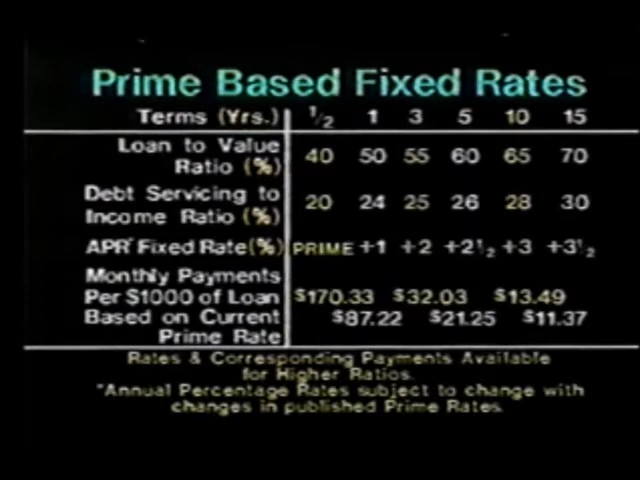 Prime Based Fixed Rates
Terms (Yrs.) 1/2 1 3 5 10 15
Loan to Value
Ratio (%) 40 50 55 60 65 70
Debt Servicing to
Income Ratio (%) 20 24 25 26 28 30
APR* Fixed Rate(%) PRIME +1 +2 +2 1/2 +3 +3 1/2
Monthly Payments
Per $1000 of Loan $170.33 $32.03 $13.49
Based on Current $87.22 $21.25 $11.37
Prime Rate
Rates & Corresponding Payments Available
for Higher Ratios.
*Annual Percentage Rates subject to change with
changes in published Prime Rates.